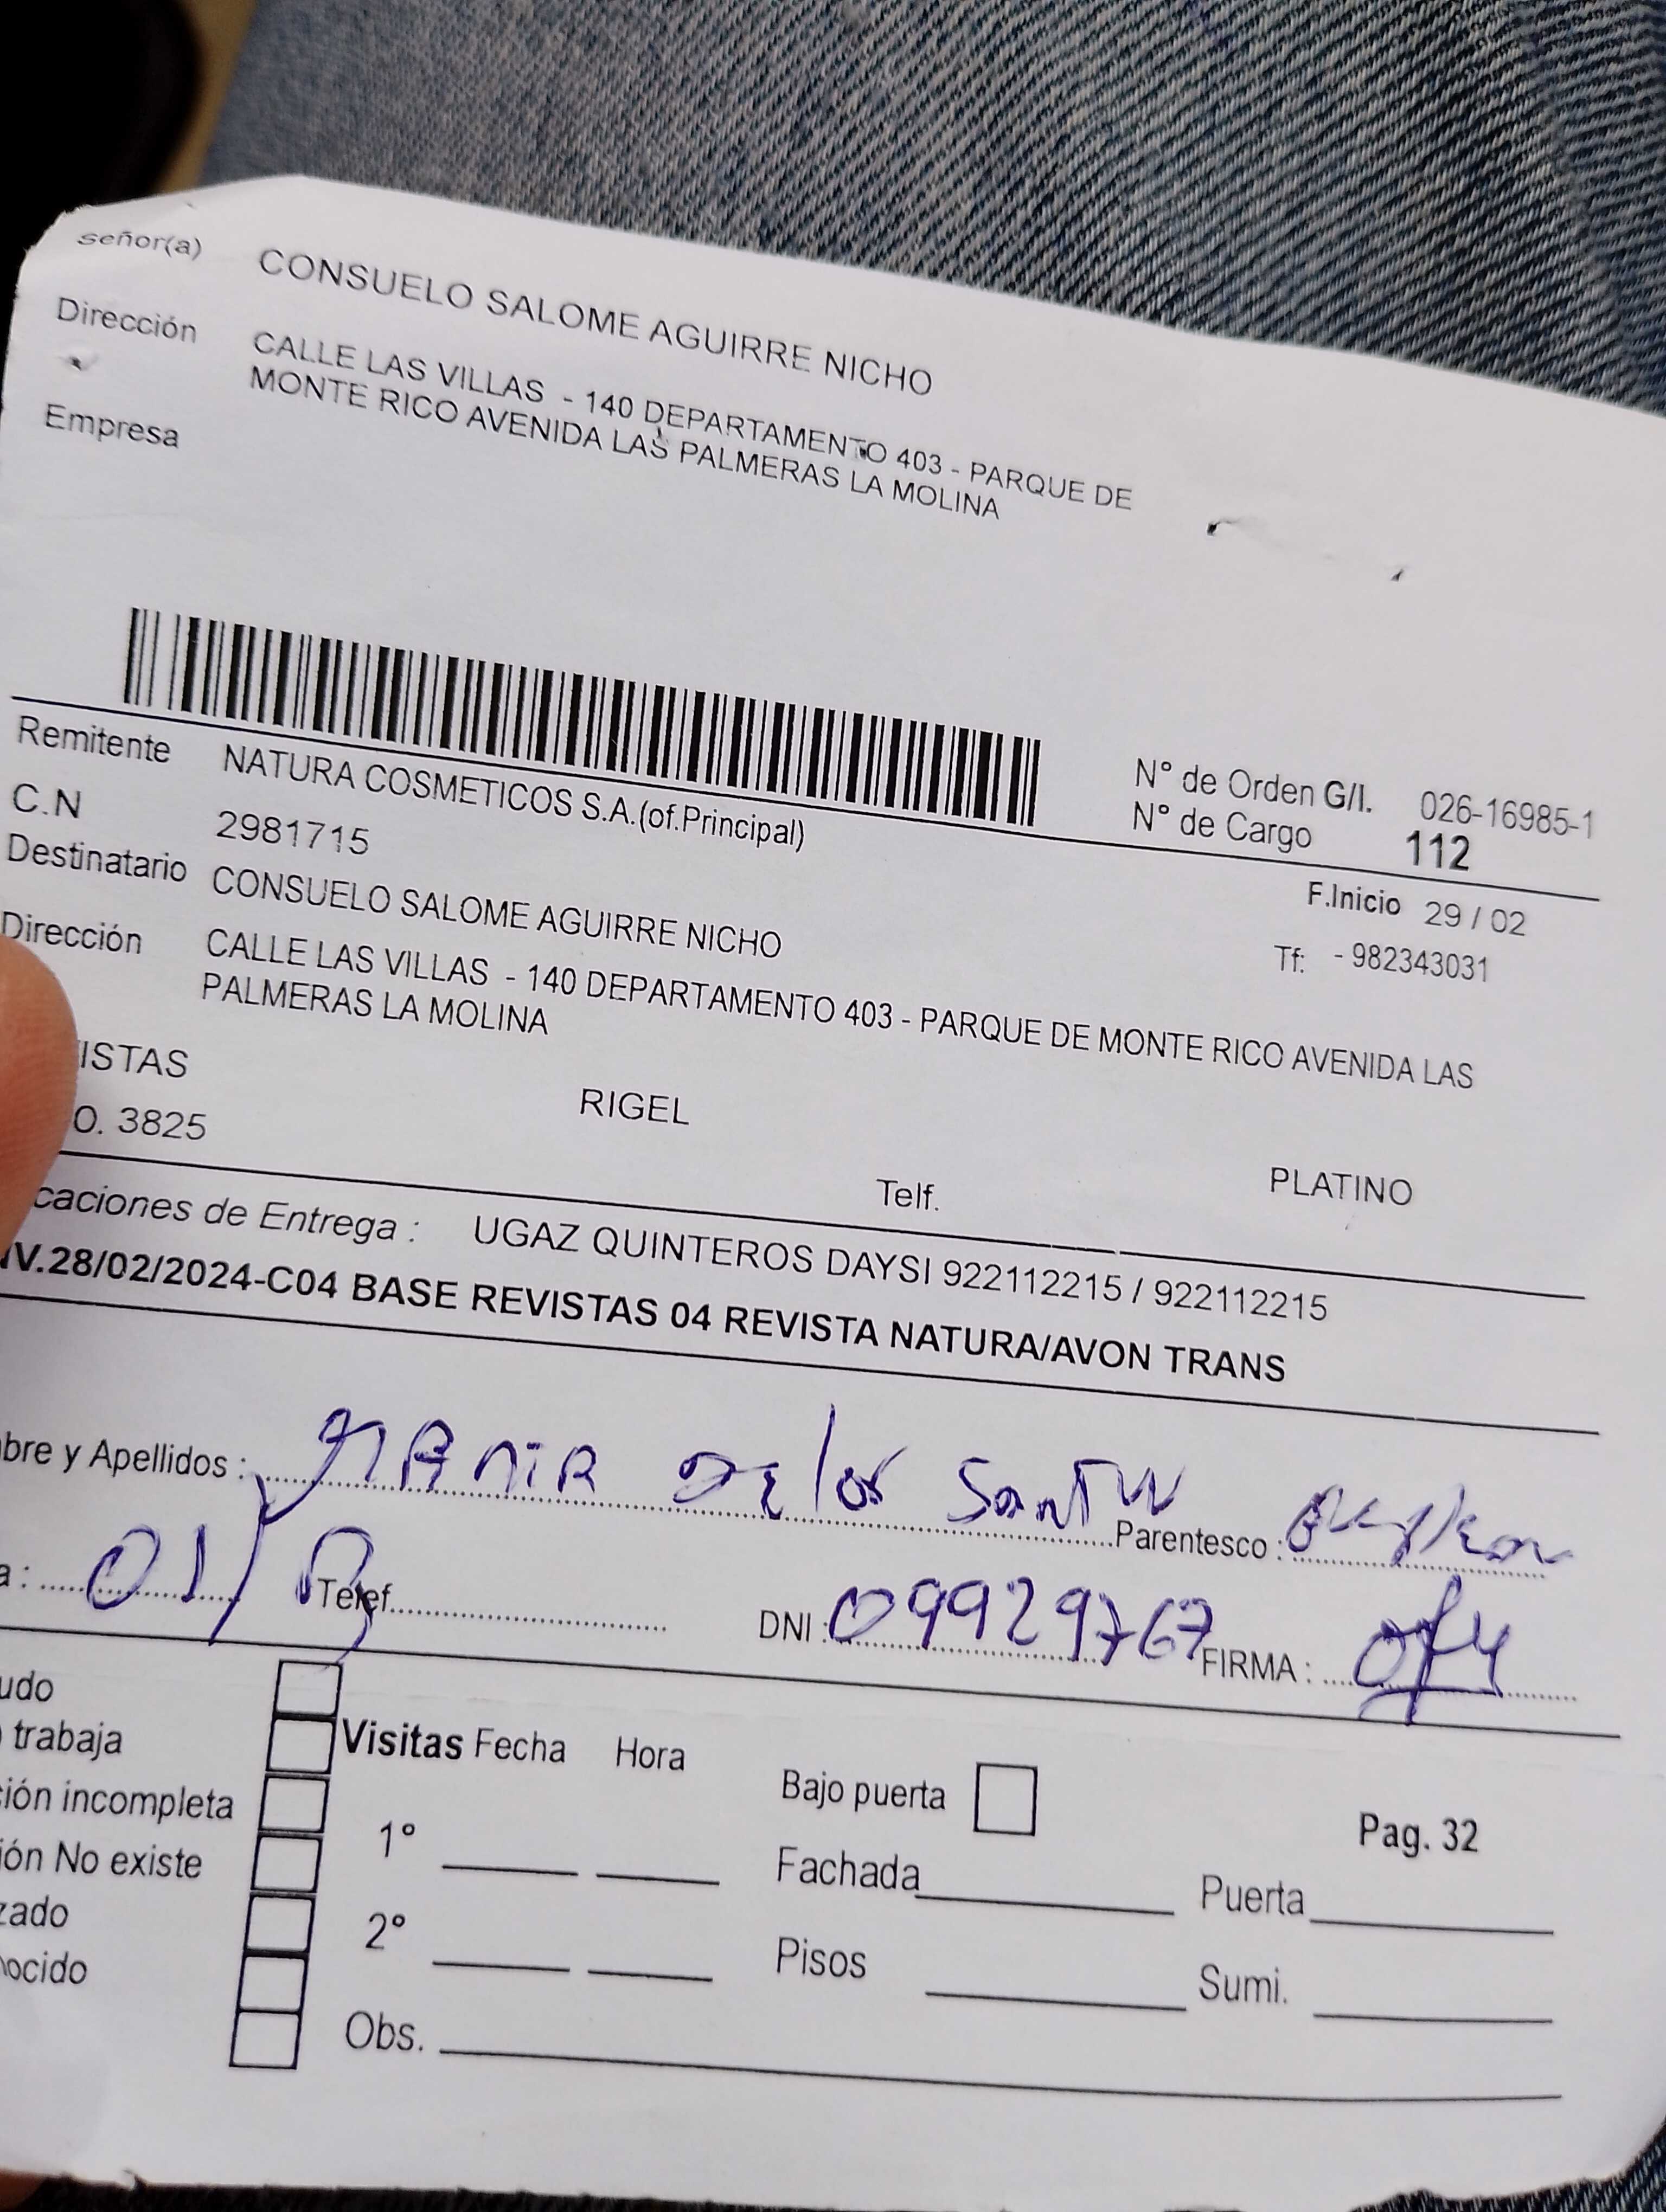 señor(a) CONSUELO SALOME AGUIRRE NICHO
Dirección CALLE LAS VILLAS - 140 DEPARTAMENTO 403 - PARQUE DE
MONTE RICO AVENIDA LAS PALMERAS LA MOLINA
Empresa
N° de Orden G/I. 026-16985-1
N° de Cargo 112
Remitente NATURA COSMETICOS S.A.(of.Principal)
C.N 2981715
F.Inicio 29 / 02
Destinatario CONSUELO SALOME AGUIRRE NICHO
Tf: - 982343031
Dirección CALLE LAS VILLAS - 140 DEPARTAMENTO 403 - PARQUE DE MONTE RICO AVENIDA LAS
PALMERAS LA MOLINA
ISTAS RIGEL PLATINO
O. 3825 Telf.
caciones de Entrega : UGAZ QUINTEROS DAYSI 922112215 / 922112215
IV.28/02/2024-C04 BASE REVISTAS 04 REVISTA NATURA/AVON TRANS
bre y Apellidos : MARIA De los Santos Parentesco :
a : 01/ Telef. DNI : 09929767 FIRMA :
udo
trabaja Visitas Fecha Hora
ión incompleta 1° Bajo puerta Pag. 32
ión No existe Fachada Puerta
zado 2° Pisos Sumi.
ocido
Obs.